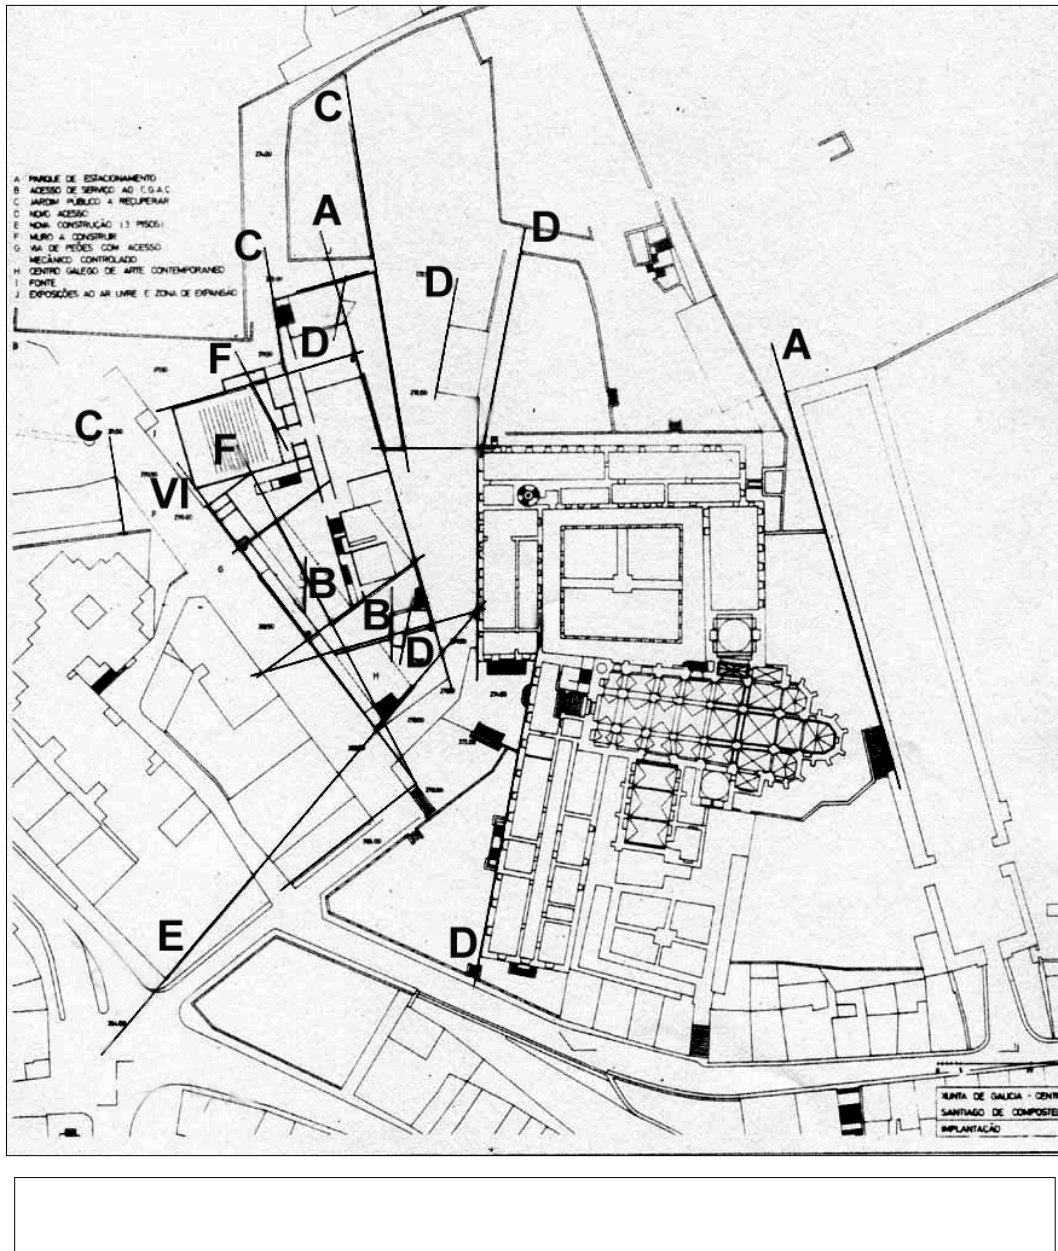 C
A PARQUE DE ESTACIONAMENTO
B ACESSO DE SERVIÇO AO C.G.A.C
C JARDIM PUBLICO A RECUPERAR
D NOVO ACESSO
E NOVA CONSTRUÇÃO (3 PISOS)
F MURO A CONSTRUIR
G VIA DE PEÕES COM ACESSO
MECÂNICO CONTROLADO
H CENTRO GALEGO DE ARTE CONTEMPORANEO
I FONTE
J EXPOSIÇÕES AO AR LIVRE E ZONA DE EXPANSÃO
A
D
C
D
D
A
F
C
F
VI
B
B
D
H
G
E
D
XUNTA DE GALICIA - CENT
SANTIAGO DE COMPOSTE
IMPLANTAÇÃO